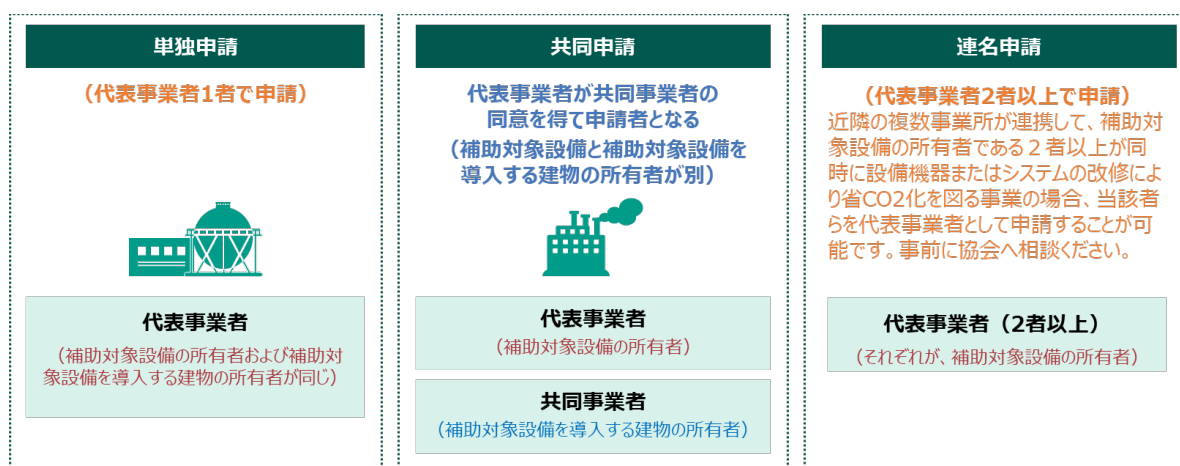 単独申請
（代表事業者1者で申請）
代表事業者
（補助対象設備の所有者および補助対
象設備を導入する建物の所有者が同じ）
共同申請
代表事業者が共同事業者の
同意を得て申請者となる
（補助対象設備と補助対象設備を
導入する建物の所有者が別）
代表事業者
（補助対象設備の所有者）
共同事業者
（補助対象設備を導入する建物の所有者）
連名申請
（代表事業者2者以上で申請）
近隣の複数事業所が連携して、補助対
象設備の所有者である２者以上が同
時に設備機器またはシステムの改修によ
り省CO2化を図る事業の場合、当該者
らを代表事業者として申請することが可
能です。事前に協会へ相談ください。
代表事業者（2者以上）
（それぞれが、補助対象設備の所有者）